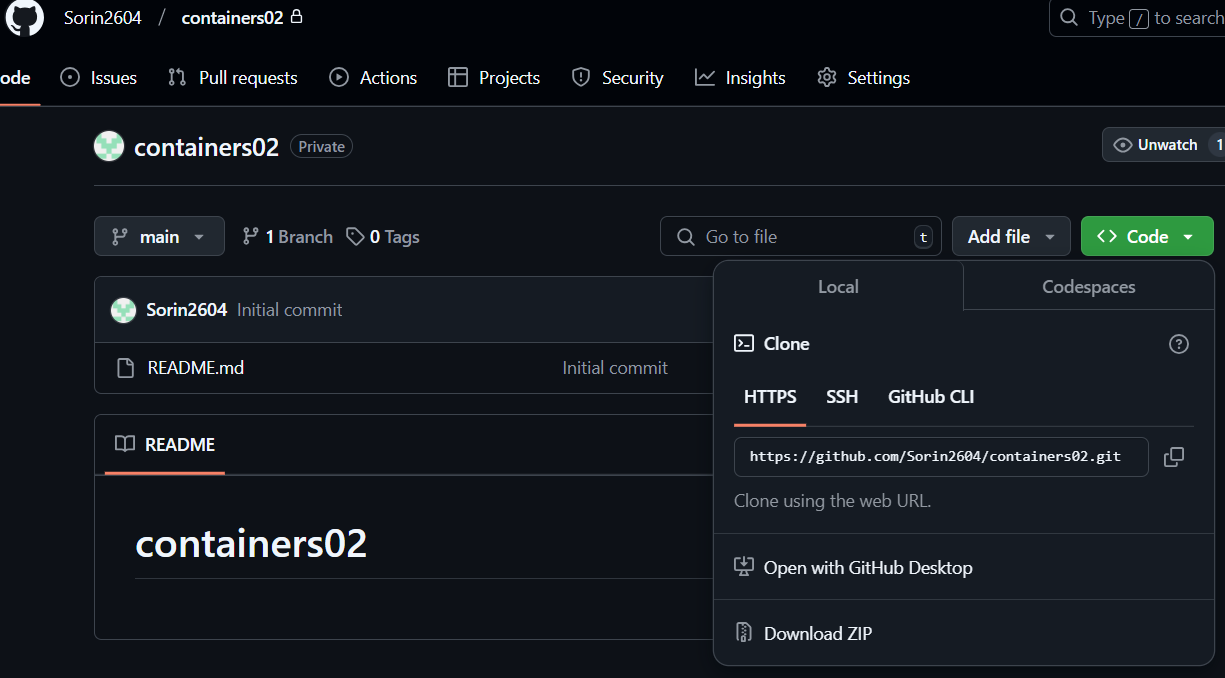 Sorin2604 / containers02
Type / to search
ode Issues Pull requests Actions Projects Security Insights Settings
containers02 Private
Unwatch 1
main 1 Branch 0 Tags
Go to file t
Add file
Code
Sorin2604 Initial commit
README.md Initial commit
README
containers02
Local Codespaces
Clone
HTTPS SSH GitHub CLI
https://github.com/Sorin2604/containers02.git
Clone using the web URL.
Open with GitHub Desktop
Download ZIP